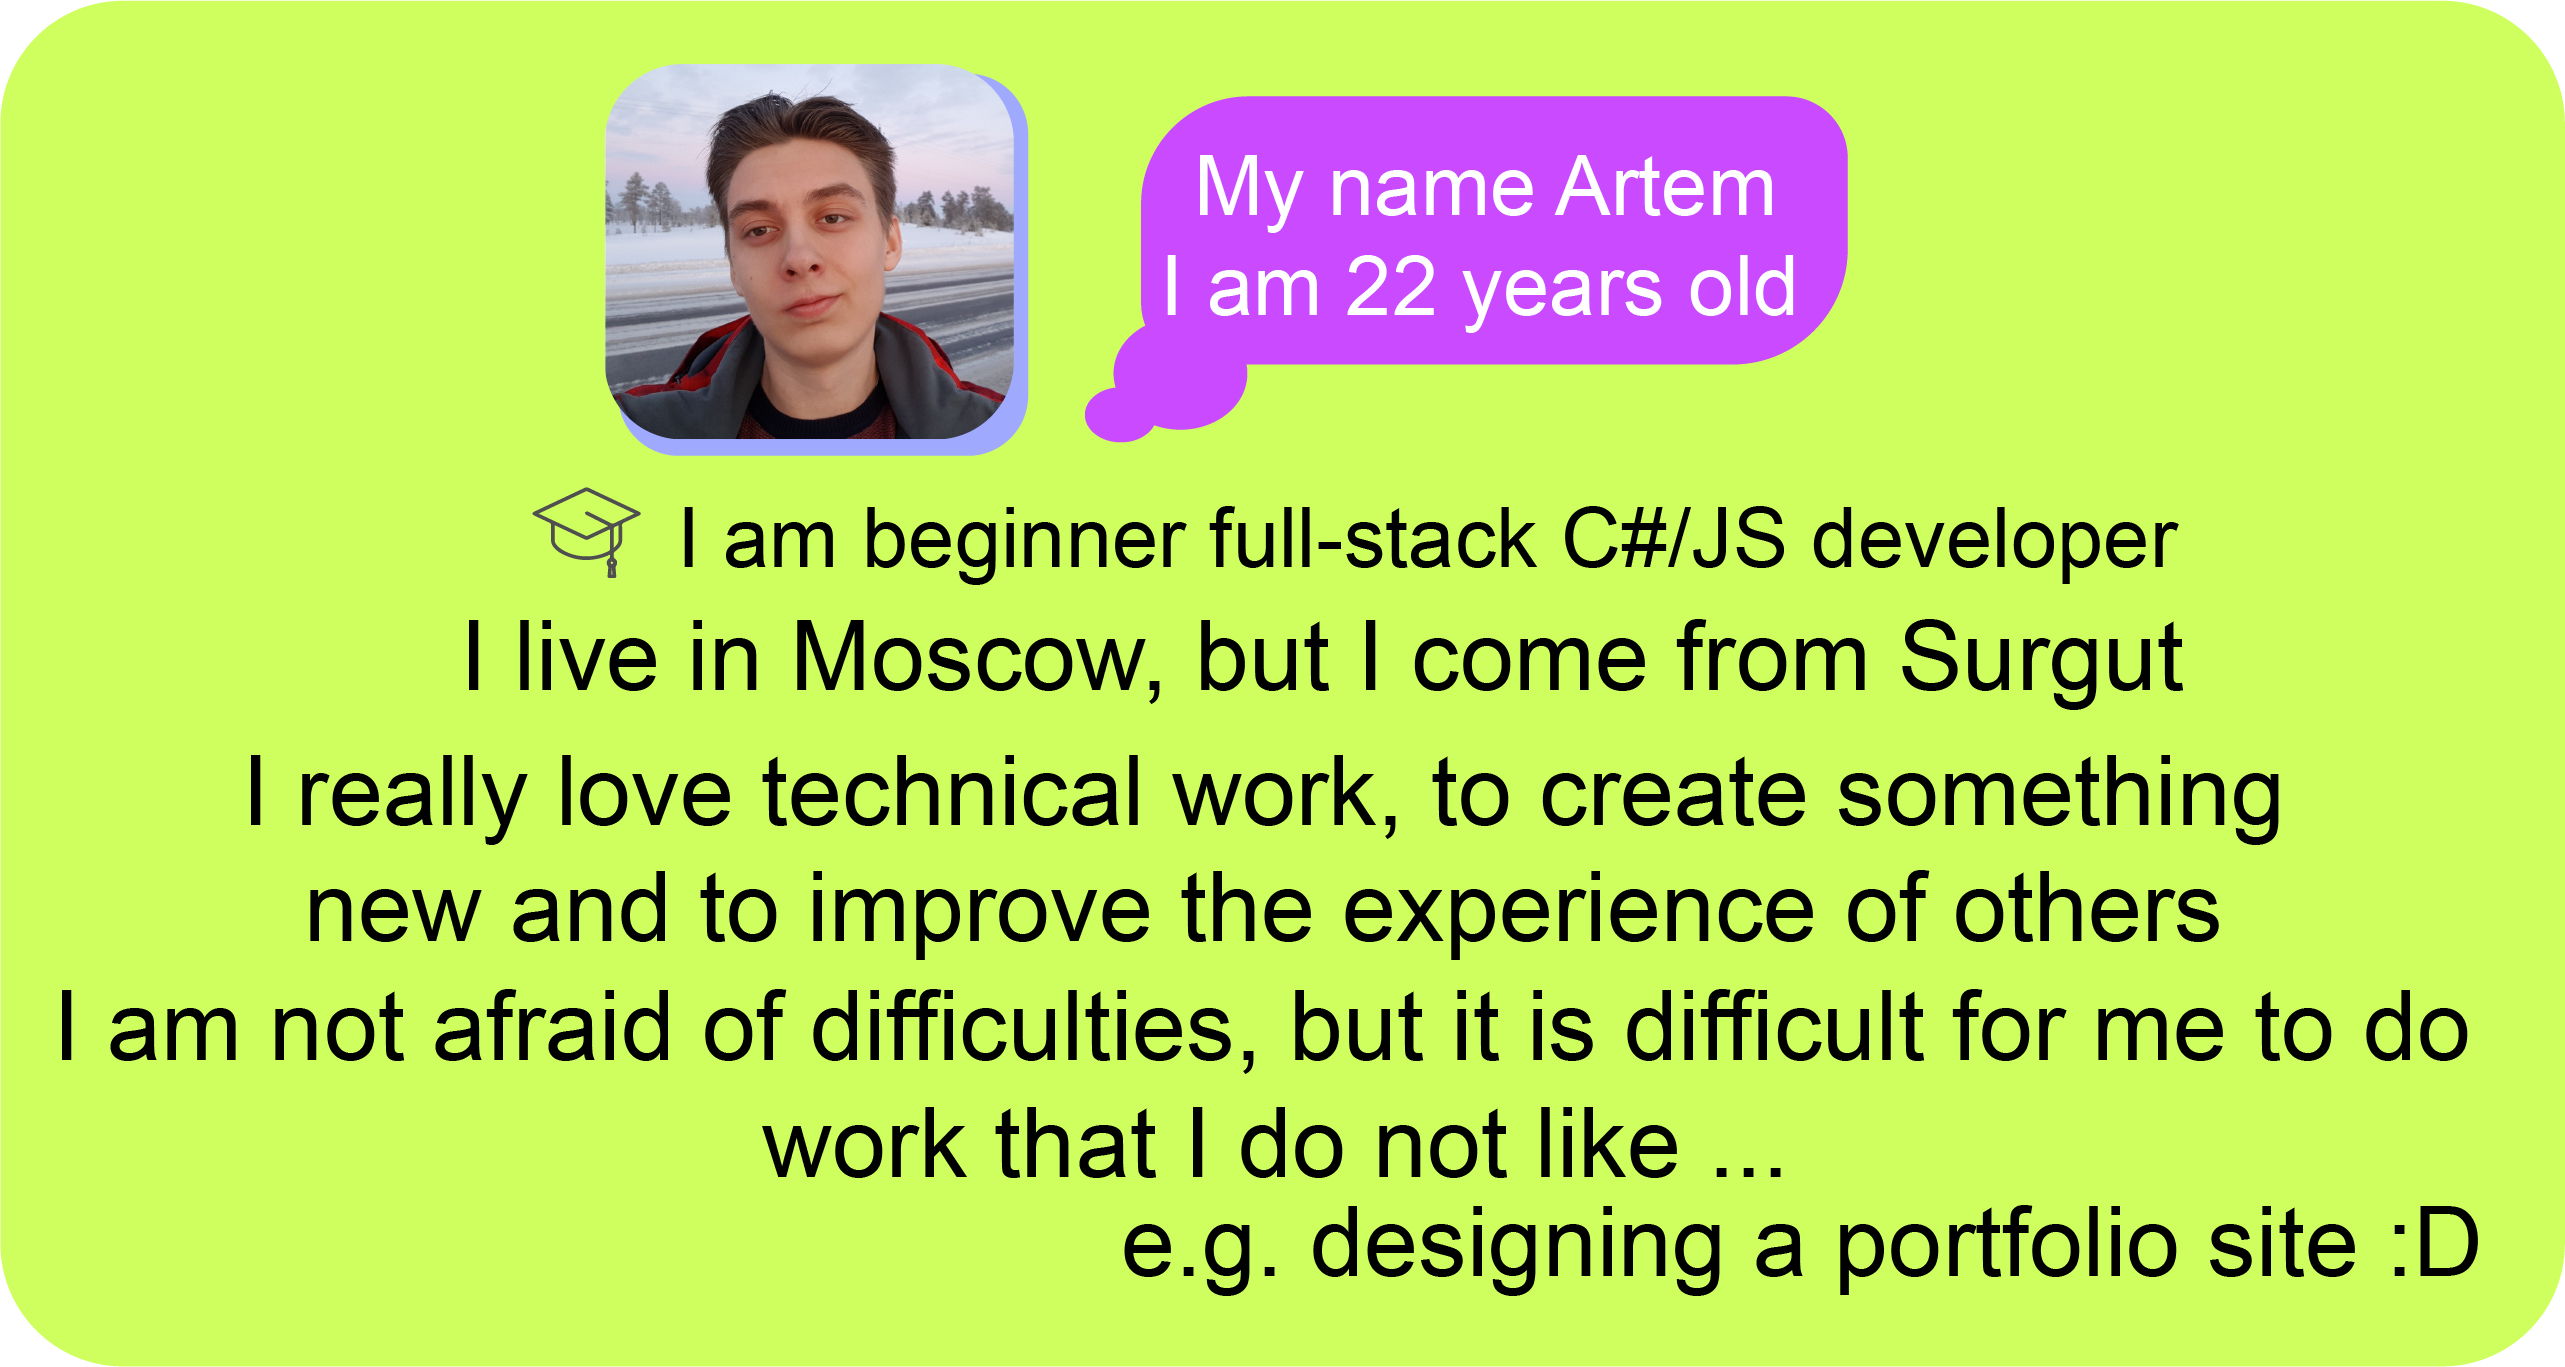 My name Artem
I am 22 years old
I am beginner full-stack C#/JS developer
I live in Moscow, but I come from Surgut
I really love technical work, to create something
new and to improve the experience of others
I am not afraid of difficulties, but it is difficult for me to do
work that I do not like ...
e.g. designing a portfolio site :D